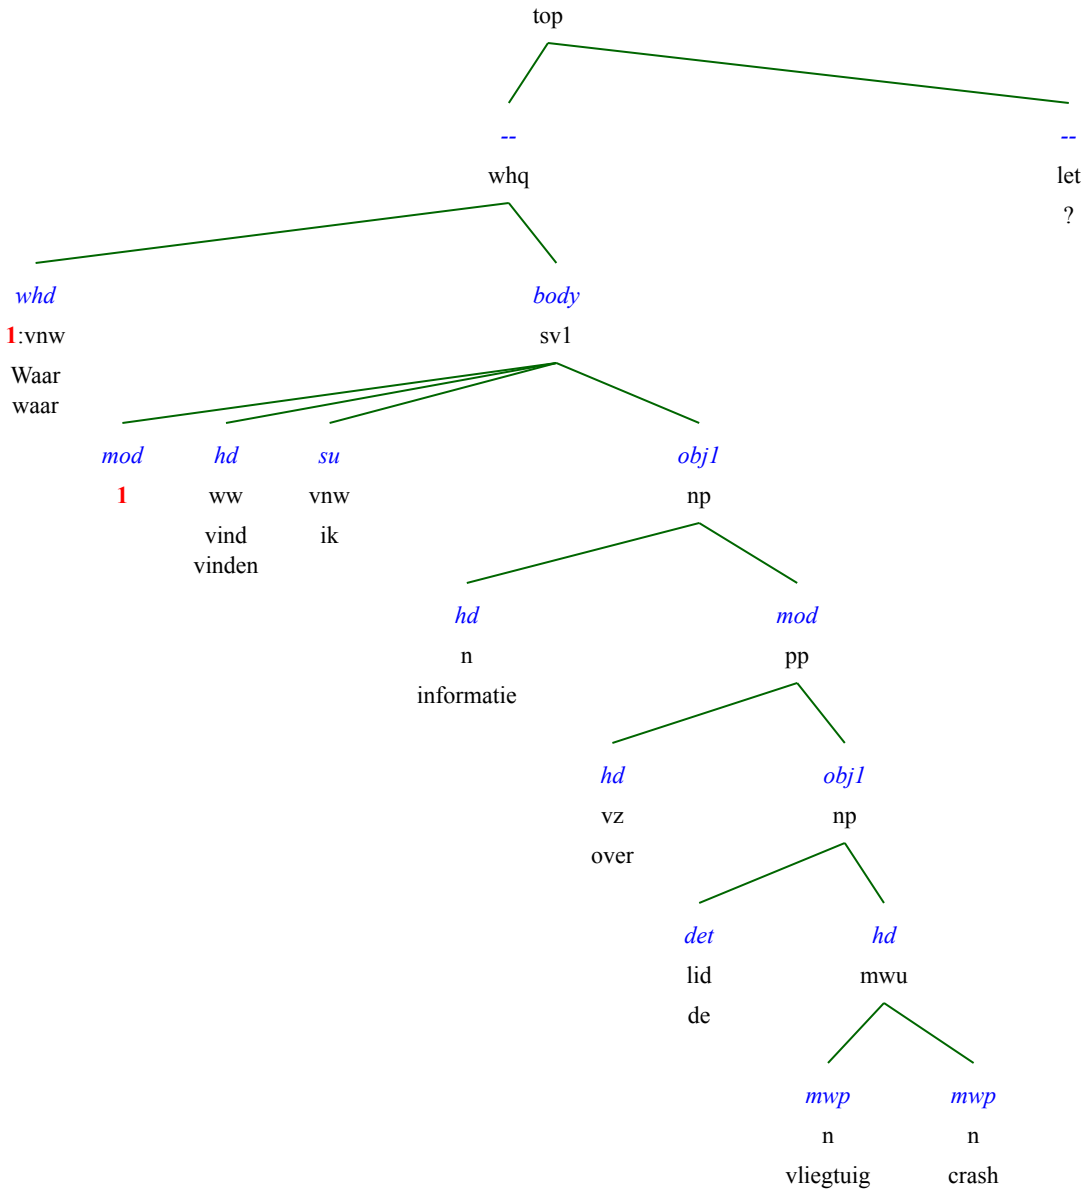 top
-- --
whq let
?
whd body
1:vnw sv1
Waar
waar
mod hd su obj1
1 ww vnw np
vind ik
vinden
hd mod
n pp
informatie
hd obj1
vz np
over
det hd
lid mwu
de
mwp mwp
n n
vliegtuig crash